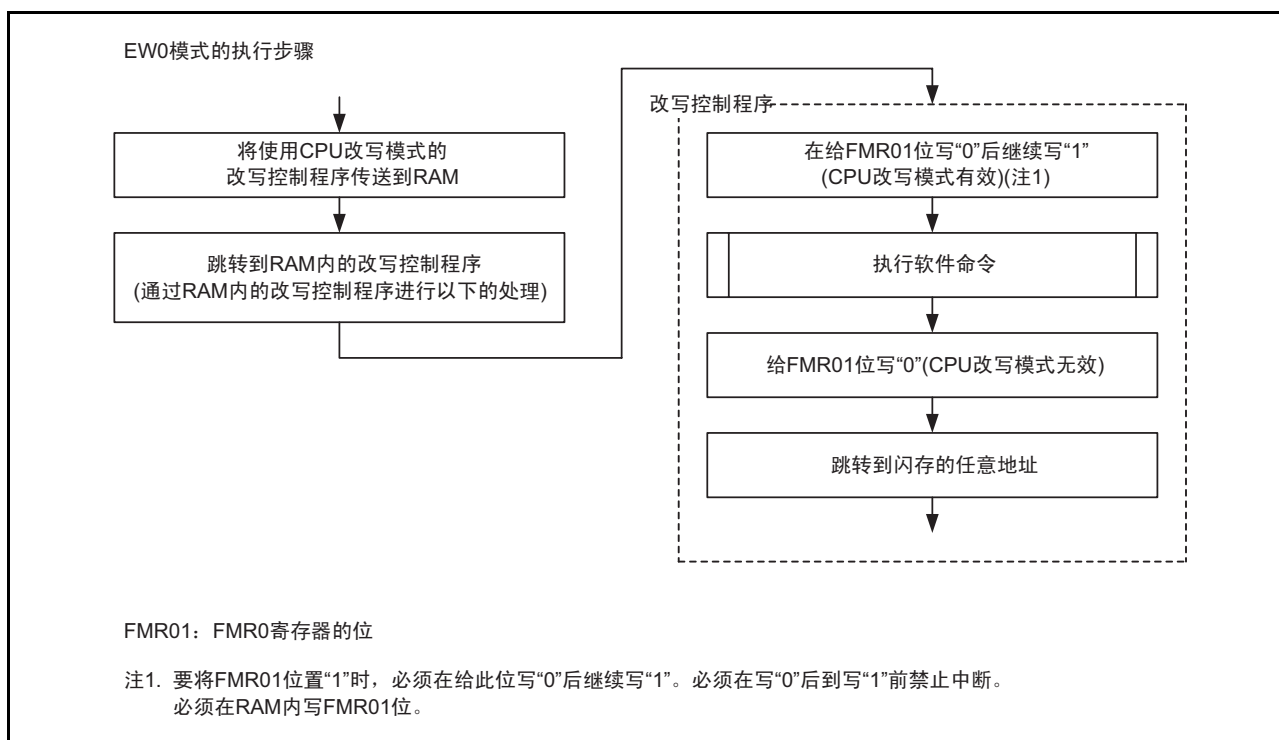 EW0模式的执行步骤
将使用CPU改写模式的
改写控制程序传送到RAM
跳转到RAM内的改写控制程序
(通过RAM内的改写控制程序进行以下的处理)
改写控制程序
在给FMR01位写“0”后继续写“1”
(CPU改写模式有效)(注1)
执行软件命令
给FMR01位写“0”(CPU改写模式无效)
跳转到闪存的任意地址
FMR01：FMR0寄存器的位
注1. 要将FMR01位置“1”时，必须在给此位写“0”后继续写“1”。必须在写“0”后到写“1”前禁止中断。
必须在RAM内写FMR01位。